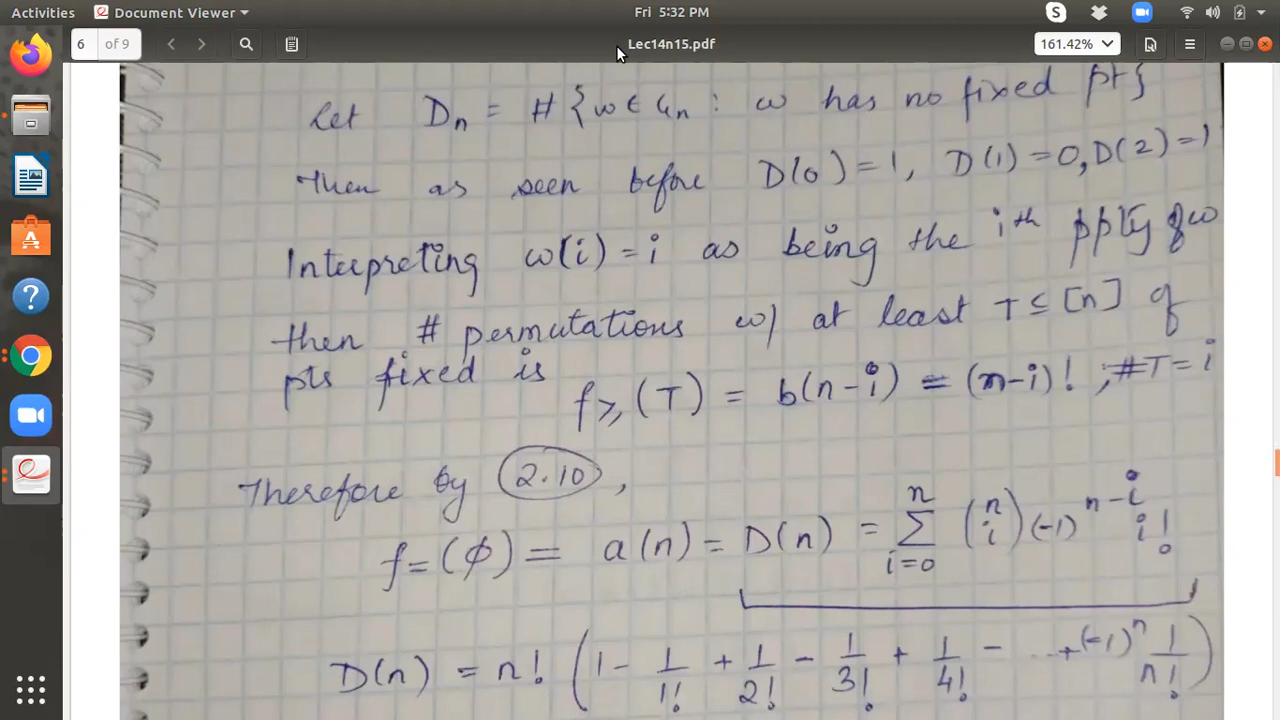 Activities Document Viewer Fri 5:32 PM
6 of 9 Lec14n15.pdf 161.42%
Let Dn = # {w ∈ Gn : w has no fixed pt}
Then as seen before D(0) = 1, D(1) = 0, D(2) = 1
Interpreting w(i) = i as being the ith ppty of w
then # permutations w/ at least T ⊆ [n] of
pts fixed is
f≥(T) = b(n-i) = (n-i)! ; #T = i
Therefore by 2.10,
f=(ϕ) = a(n) = D(n) = Σ_{i=0}^{n} (n i) (-1)^{n-i} i!
D(n) = n! (1 - 1/1! + 1/2! - 1/3! + 1/4! - ... + (-1)^n 1/n!)